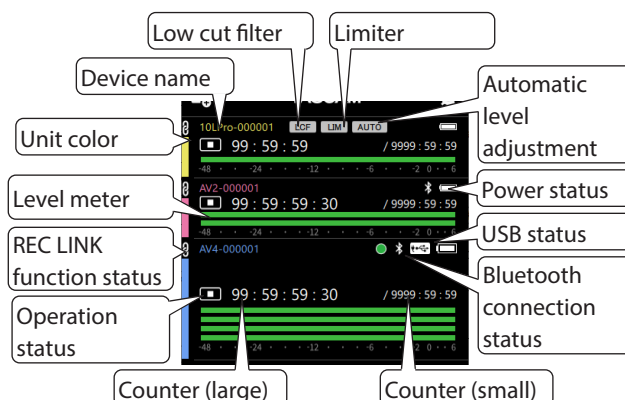 Low cut filter
Limiter
Device name
Automatic
level
adjustment
Unit color
10LPro-000001 LCF LIM AUTO
99 : 59 : 59 / 9999 : 59 : 59
-48 -24 -12 -6 -2 0 6
Level meter
AV2-000001
99 : 59 : 59 : 30 / 9999 : 59 : 59
-48 -24 -12 -6 -2 0 6
Power status
REC LINK
function status
AV4-000001
USB status
Bluetooth
connection
status
Operation
status
99 : 59 : 59 : 30 / 9999 : 59 : 59
-48 -24 -12 -6 -2 0 6
Counter (large)
Counter (small)